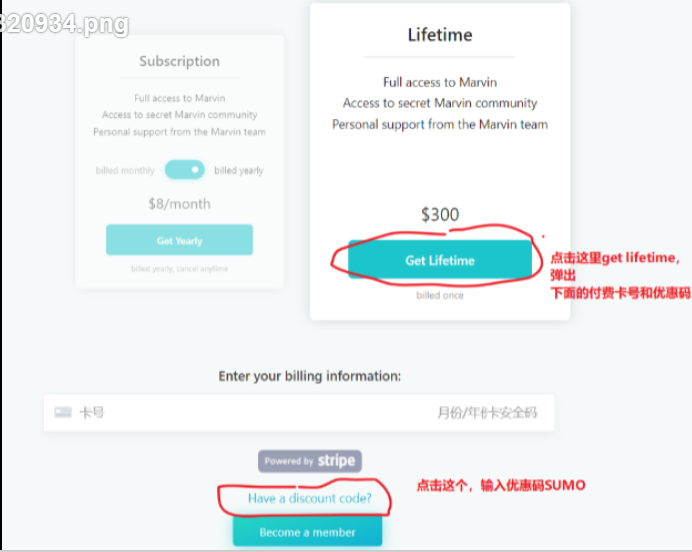 320934.png
Subscription
Full access to Marvin
Access to secret Marvin community
Personal support from the Marvin team
billed monthly billed yearly
$8/month
Get Yearly
billed yearly, cancel anytime
Lifetime
Full access to Marvin
Access to secret Marvin community
Personal support from the Marvin team
$300
Get Lifetime
billed once
点击这里get lifetime,
弹出
下面的付费卡号和优惠码
Enter your billing information:
卡号 月份/年份卡安全码
Powered by stripe
Have a discount code?
点击这个，输入优惠码SUMO
Become a member